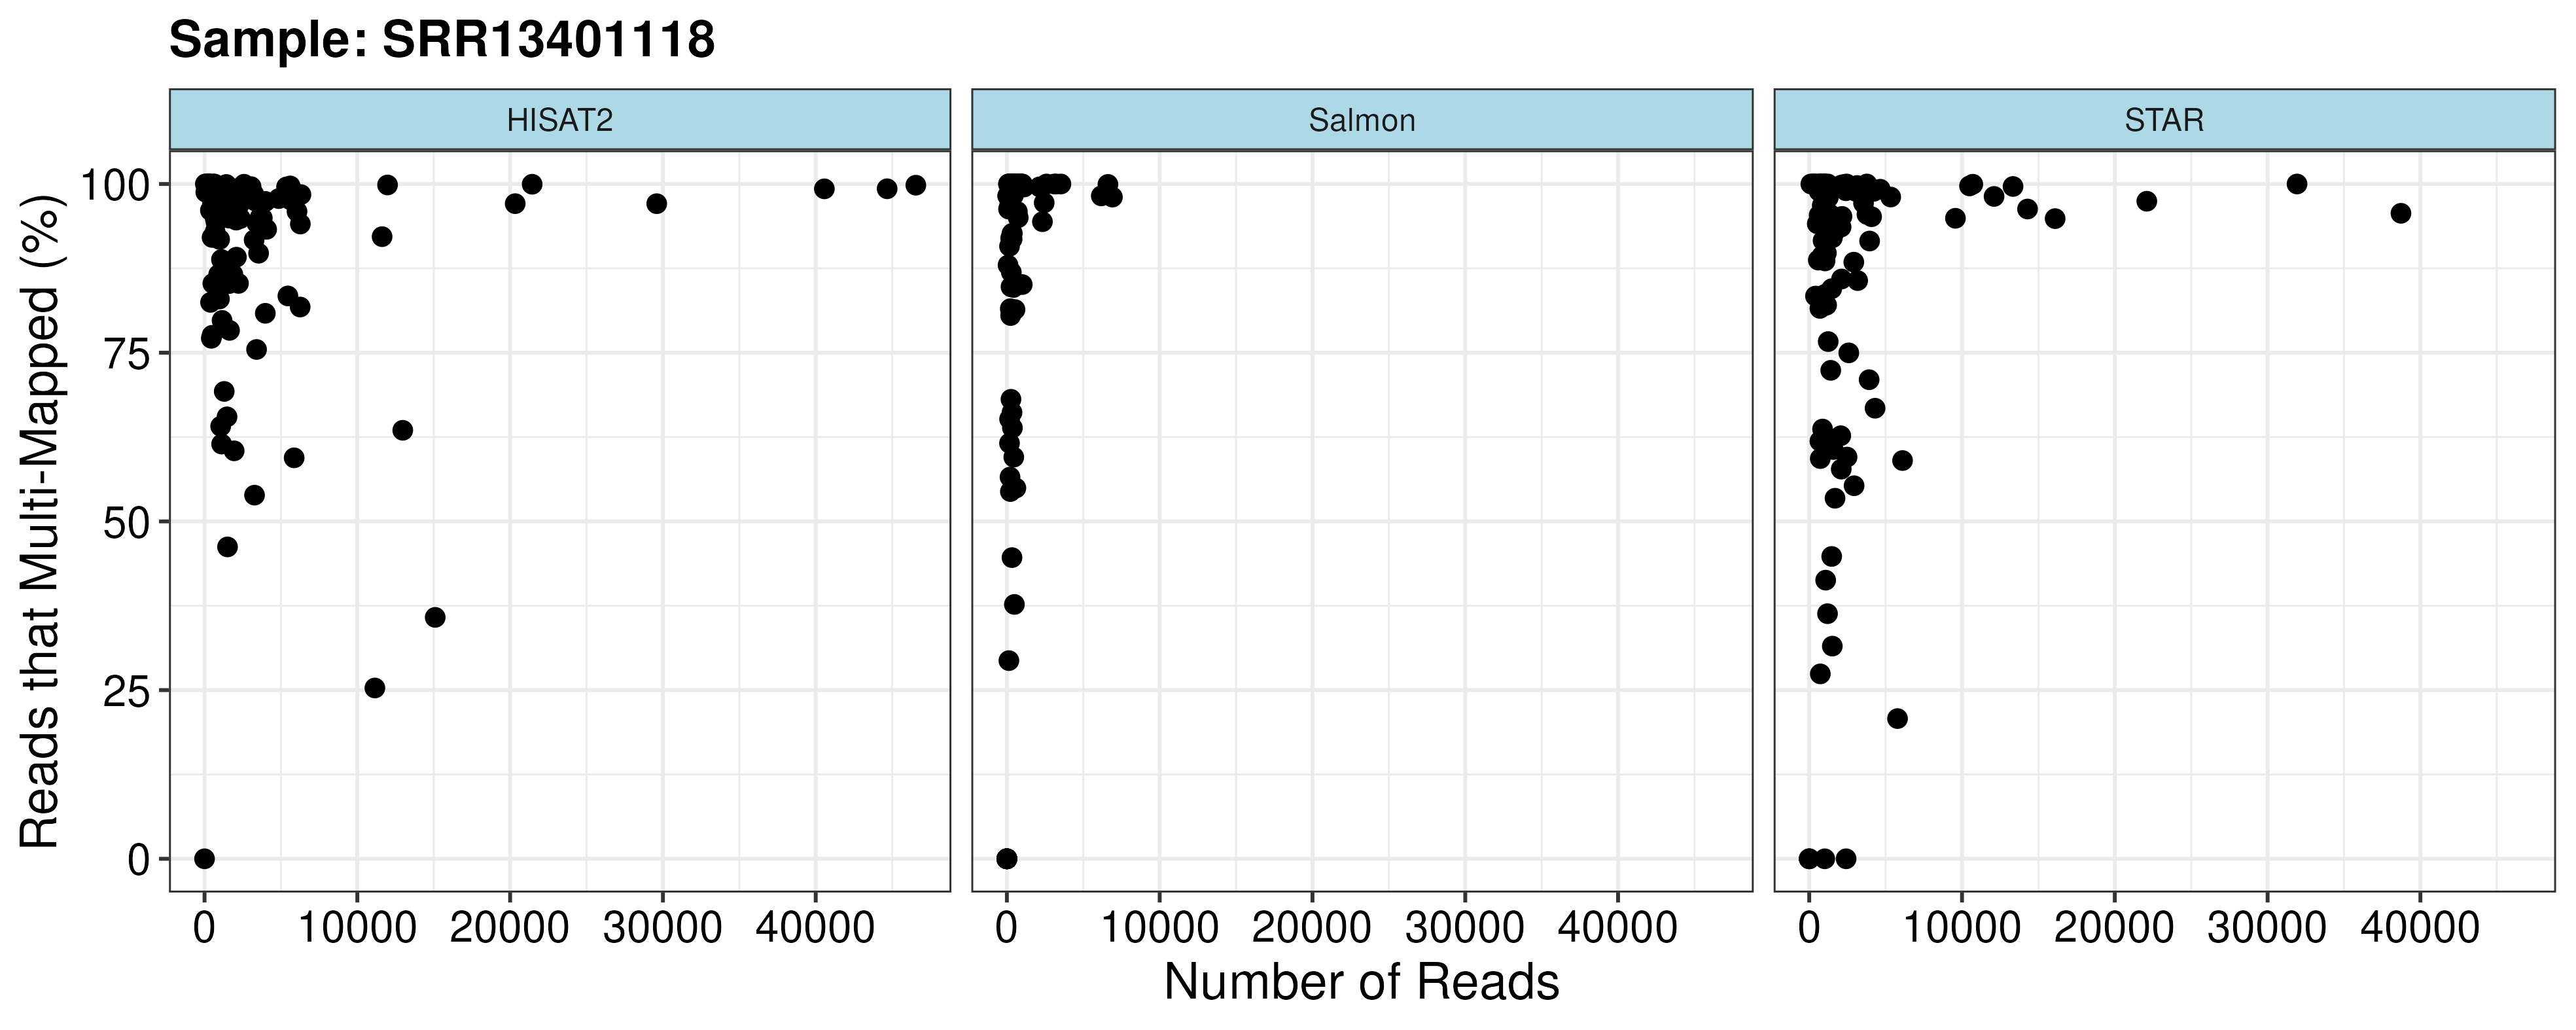 Sample: SRR13401118
HISAT2 Salmon STAR
Reads that Multi-Mapped (%)
100
75
50
25
0
0 10000 20000 30000 40000 0 10000 20000 30000 40000 0 10000 20000 30000 40000
Number of Reads